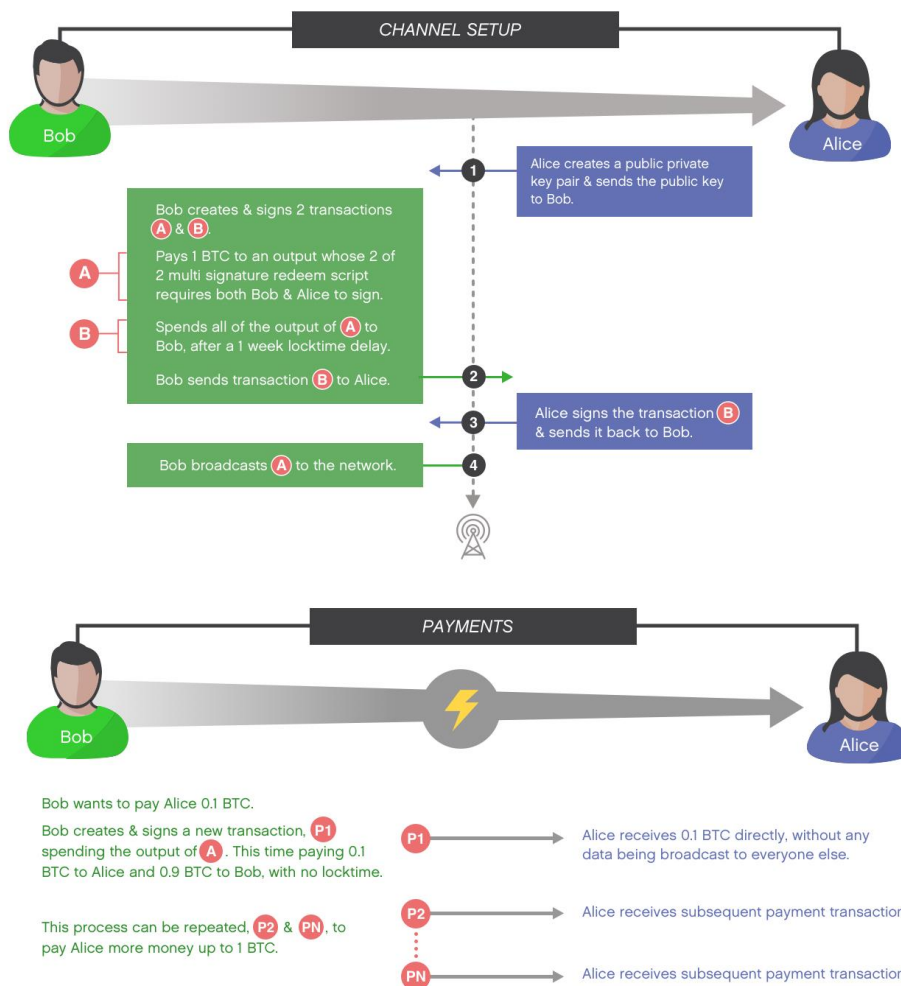 CHANNEL SETUP
Bob
Alice
1
Alice creates a public private
key pair & sends the public key
to Bob.
Bob creates & signs 2 transactions
A & B.
A
Pays 1 BTC to an output whose 2 of
2 multi signature redeem script
requires both Bob & Alice to sign.
B
Spends all of the output of A to
Bob, after a 1 week locktime delay.
Bob sends transaction B to Alice.
2
3
Alice signs the transaction B
& sends it back to Bob.
Bob broadcasts A to the network.
4
PAYMENTS
Bob
Alice
Bob wants to pay Alice 0.1 BTC.
Bob creates & signs a new transaction, P1
spending the output of A. This time paying 0.1
BTC to Alice and 0.9 BTC to Bob, with no locktime.
P1
Alice receives 0.1 BTC directly, without any
data being broadcast to everyone else.
This process can be repeated, P2 & PN, to
pay Alice more money up to 1 BTC.
P2
Alice receives subsequent payment transaction
PN
Alice receives subsequent payment transaction